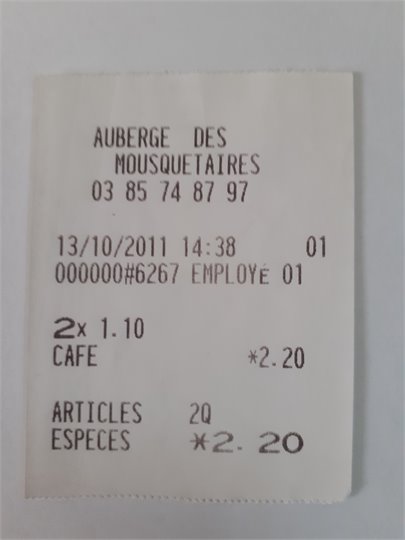 AUBERGE DES
MOUSQUETAIRES
03 85 74 87 97
13/10/2011 14:38 01
000000#6267 EMPLOYÉ 01
2x 1.10
CAFE *2.20
ARTICLES 2Q
ESPECES *2.20